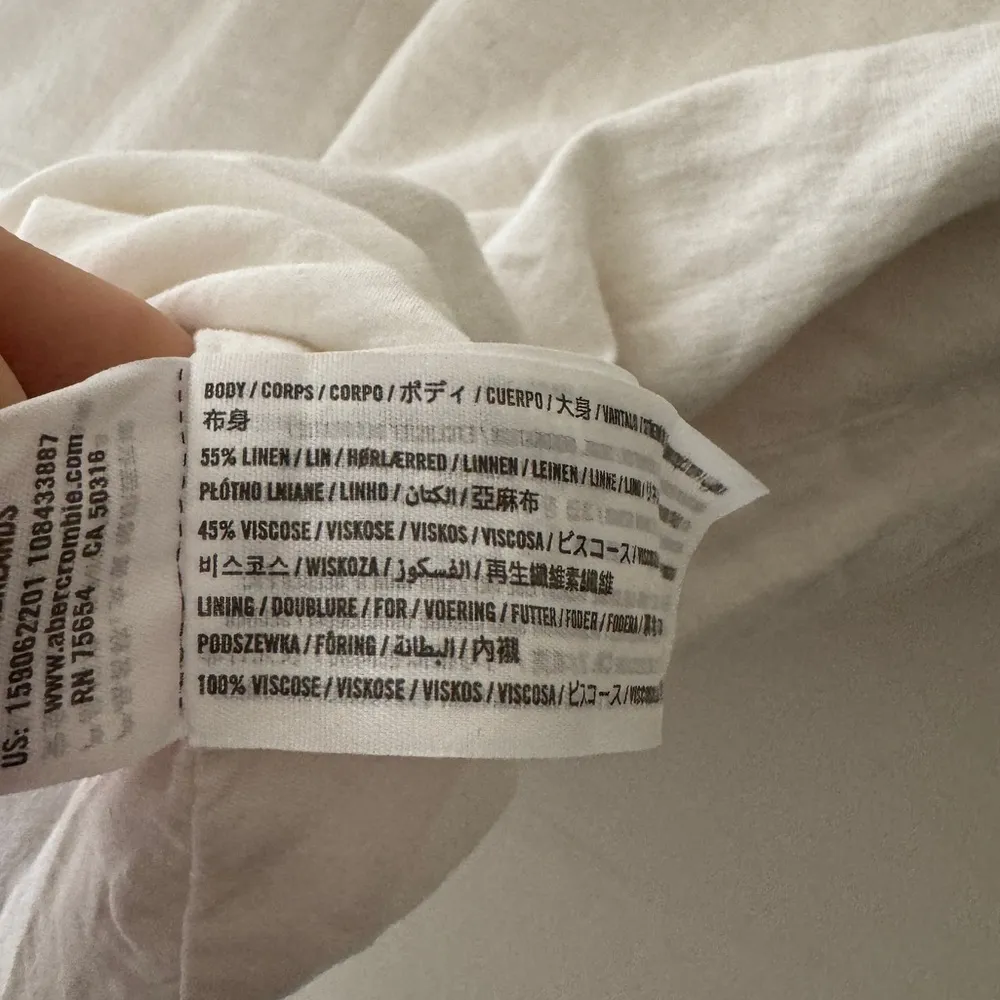 BODY / CORPS / CORPO / ボディ / CUERPO / 大身 / VARTALO /
布身
55% LINEN / LIN / HØRLÆRRED / LINNEN / LEINEN / LINNE / LINO /
PŁÓTNO LNIANE / LINHO / الكتان / 亞麻布
45% VISCOSE / VISKOSE / VISKOS / VISCOSA / ビスコース /
비스코스 / WISKOZA / الفسكوز / 再生纖維素纖維
LINING / DOUBLURE / FOR / VOERING / FUTTER / FODER / FODERA /
PODSZEWKA / FÔRING / البطانة / 內襯
100% VISCOSE / VISKOSE / VISKOS / VISCOSA / ビスコース /
US: 159062201 T08433887
www.abercrombie.com
RN 75654 CA 50316